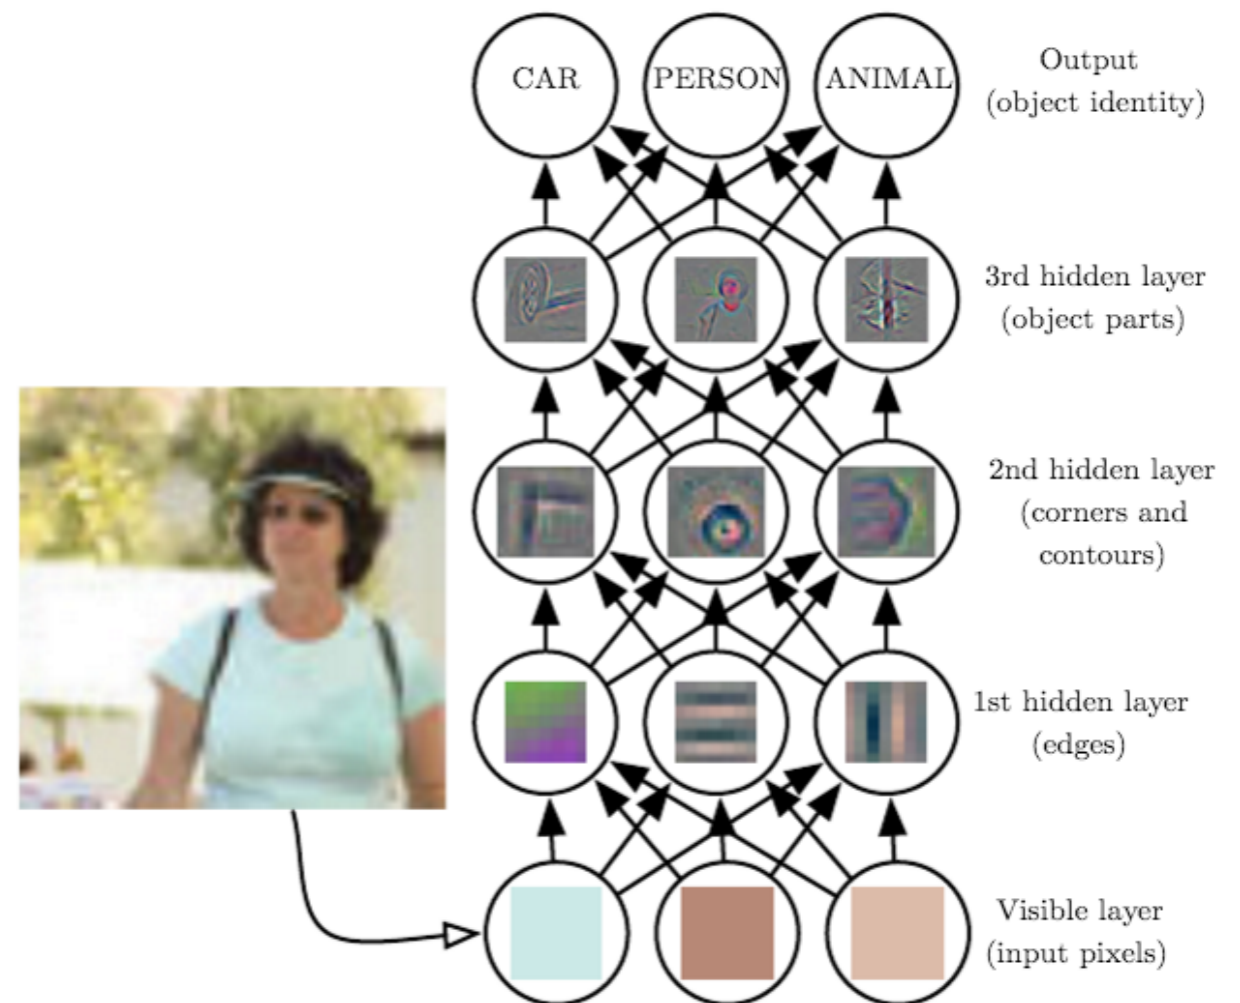 CAR
PERSON
ANIMAL
Output
(object identity)
3rd hidden layer
(object parts)
2nd hidden layer
(corners and
contours)
1st hidden layer
(edges)
Visible layer
(input pixels)